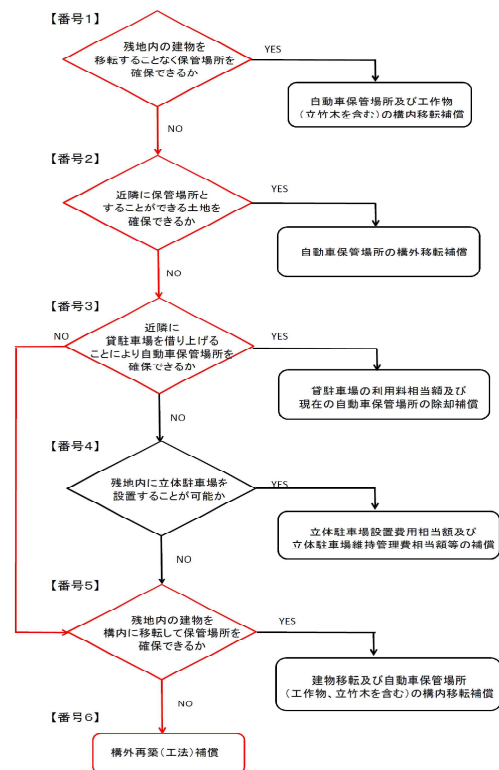 【番号1】
残地内の建物を
移転することなく保管場所を
確保できるか
YES
自動車保管場所及び工作物
(立竹木を含む)の構内移転補償
NO
【番号2】
近隣に保管場所と
することができる土地を
確保できるか
YES
自動車保管場所の構外移転補償
NO
【番号3】
NO
近隣に
貸駐車場を借り上げる
ことにより自動車保管場所を
確保できるか
YES
貸駐車場の利用料相当額及び
現在の自動車保管場所の除却補償
NO
【番号4】
残地内に立体駐車場を
設置することが可能か
YES
立体駐車場設置費用相当額及び
立体駐車場維持管理費相当額等の補償
NO
【番号5】
残地内の建物を
構内に移転して保管場所を
確保できるか
YES
建物移転及び自動車保管場所
(工作物、立竹木を含む)の構内移転補償
NO
【番号6】
構外再築(工法)補償